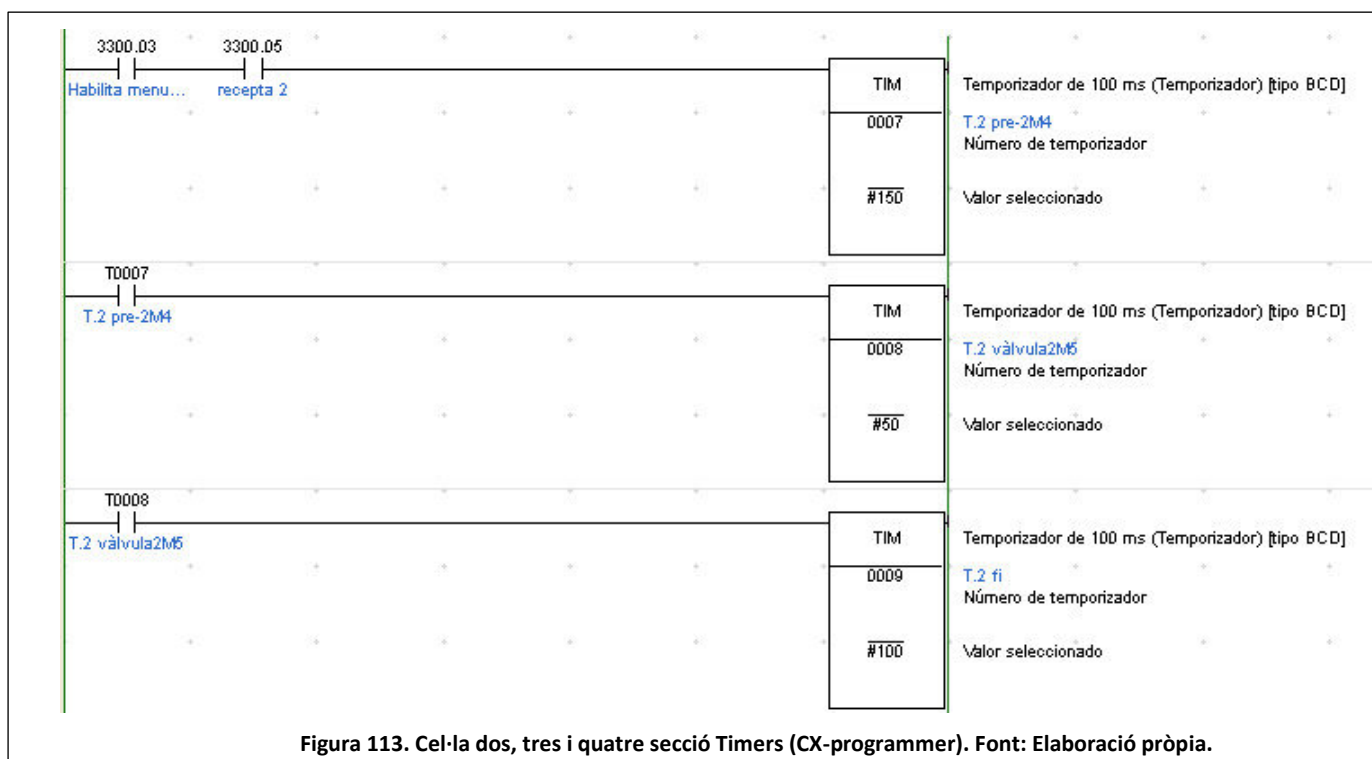 3300.03 3300.05
Habilita menu... recepta 2
TIM Temporizador de 100 ms (Temporizador) [tipo BCD]
0007 T.2 pre-2M4
Número de temporizador
#150 Valor seleccionado
T0007
T.2 pre-2M4
TIM Temporizador de 100 ms (Temporizador) [tipo BCD]
0008 T.2 vàlvula2M5
Número de temporizador
#50 Valor seleccionado
T0008
T.2 vàlvula2M5
TIM Temporizador de 100 ms (Temporizador) [tipo BCD]
0009 T.2 fi
Número de temporizador
#100 Valor seleccionado
Figura 113. Cel·la dos, tres i quatre secció Timers (CX-programmer). Font: Elaboració pròpia.